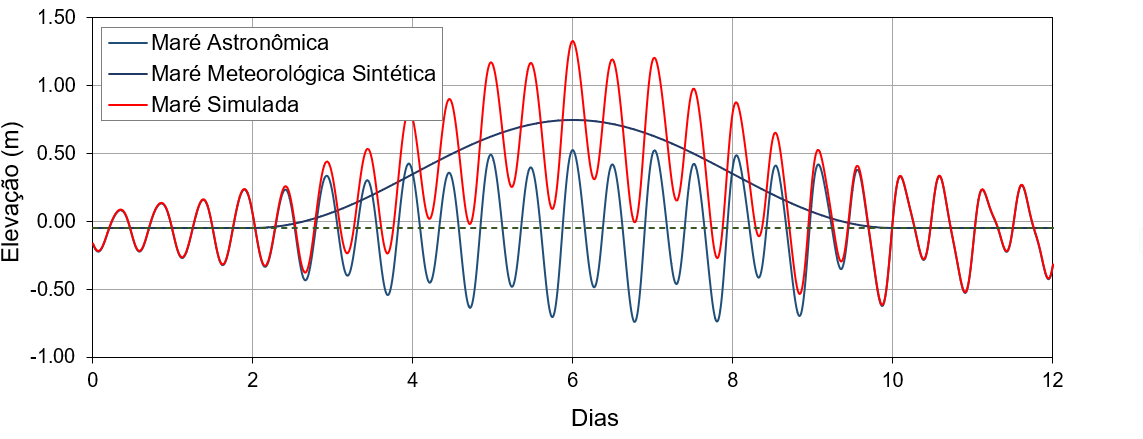 1.50
1.00
0.50
0.00
-0.50
-1.00
Elevação (m)
Maré Astronômica
Maré Meteorológica Sintética
Maré Simulada
0 2 4 6 8 10 12
Dias